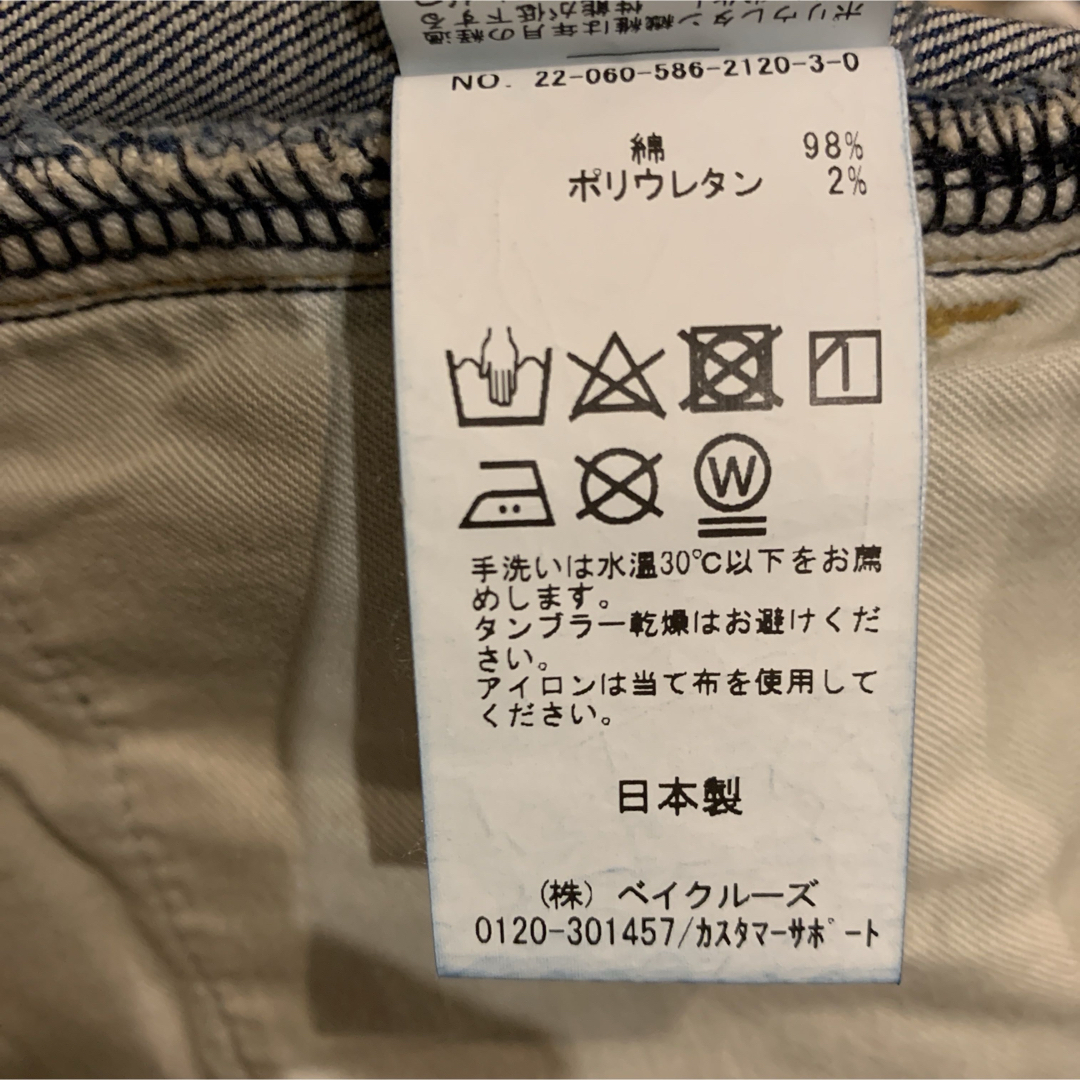 NO. 22-060-586-2120-3-0
綿 98%
ポリウレタン 2%
W
手洗いは水温30℃以下をお薦
めします。
タンブラー乾燥はお避けくだ
さい。
アイロンは当て布を使用して
ください。
日本製
(株) ベイクルーズ
0120-301457/カスタマーサポート